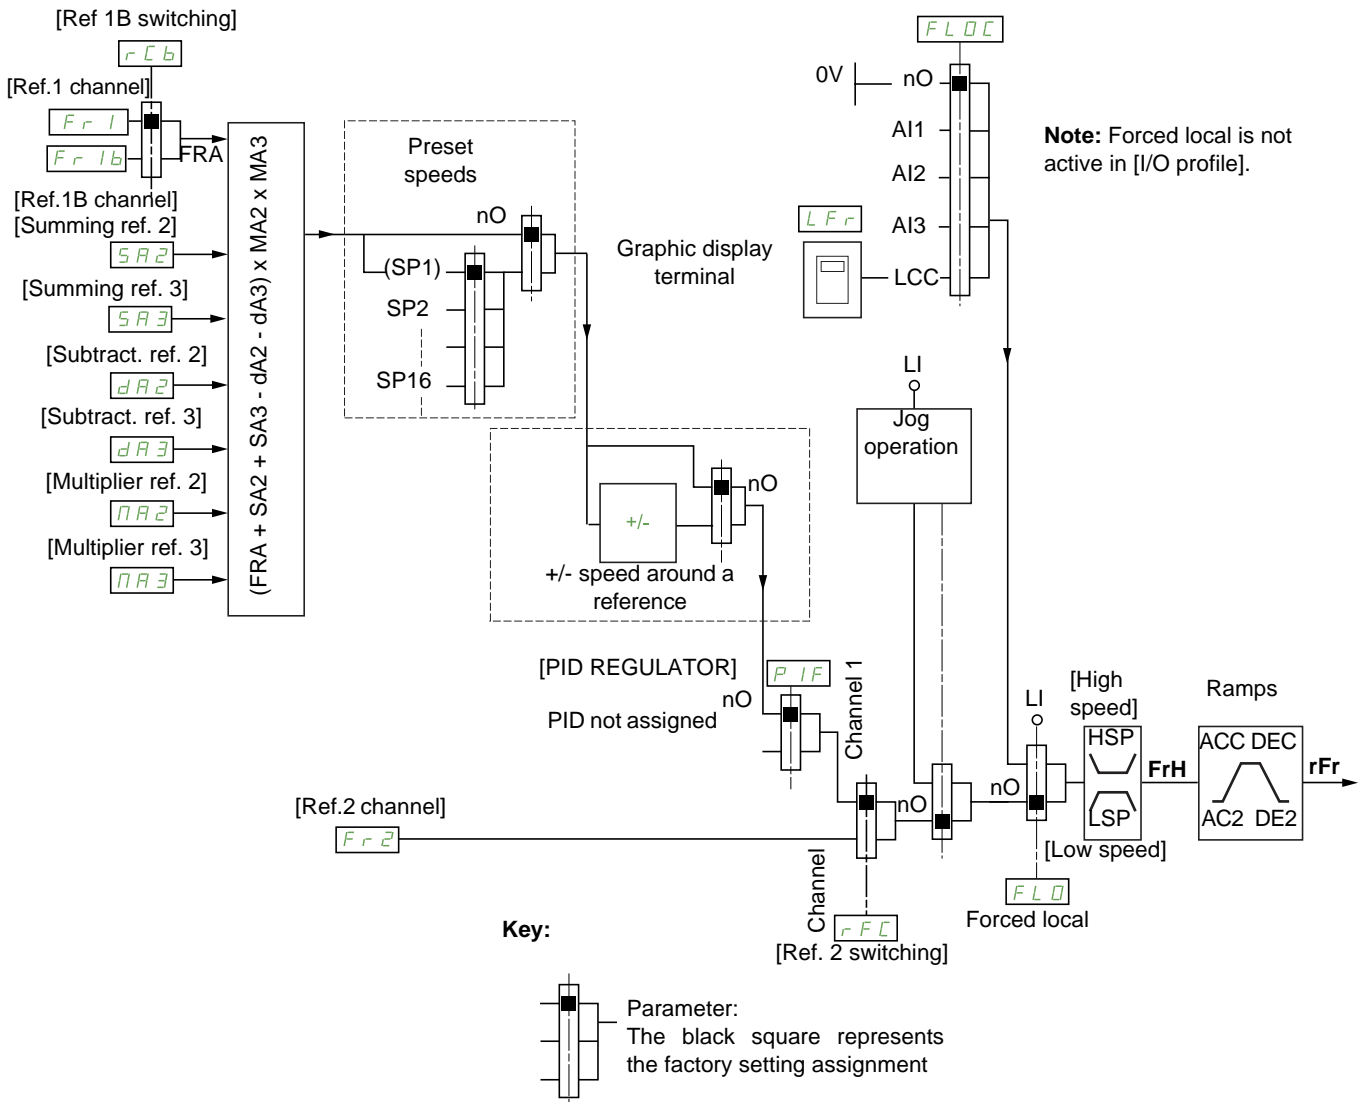 [Ref 1B switching]
rCb
[Ref.1 channel]
Fr1
Fr1b
FRA
[Ref.1B channel]
[Summing ref. 2]
SA2
[Summing ref. 3]
SA3
[Subtract. ref. 2]
dA2
[Subtract. ref. 3]
dA3
[Multiplier ref. 2]
MA2
[Multiplier ref. 3]
MA3
(FRA + SA2 + SA3 - dA2 - dA3) x MA2 x MA3
Preset
speeds
nO
(SP1)
SP2
SP16
+/-
nO
+/- speed around a
reference
FLOC
0V
nO
AI1
AI2
AI3
LCC
LFr
Graphic display
terminal
Note: Forced local is not
active in [I/O profile].
LI
Jog
operation
[PID REGULATOR]
PIF
nO
PID not assigned
Channel 1
[Ref.2 channel]
Fr2
Channel
rFC
[Ref. 2 switching]
nO
nO
LI
FLO
Forced local
[High
speed]
HSP
LSP
[Low speed]
FrH
Ramps
ACC DEC
AC2 DE2
rFr
Key:
Parameter:
The black square represents
the factory setting assignment